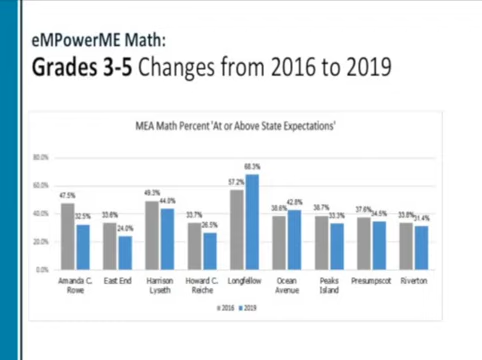 eMPowerME Math:
Grades 3-5 Changes from 2016 to 2019
MEA Math Percent 'At or Above State Expectations'
80.0%
60.0%
40.0%
20.0%
0.0%
47.5% 32.5% 33.6% 24.0% 49.3% 44.0% 33.7% 26.5% 57.2% 68.3% 38.6% 42.8% 38.7% 33.3% 37.6% 34.5% 33.8% 31.4%
Amanda C. Rowe
East End
Harrison Lyseth
Howard C. Reiche
Longfellow
Ocean Avenue
Peaks Island
Presumpscot
Riverton
2016 2019